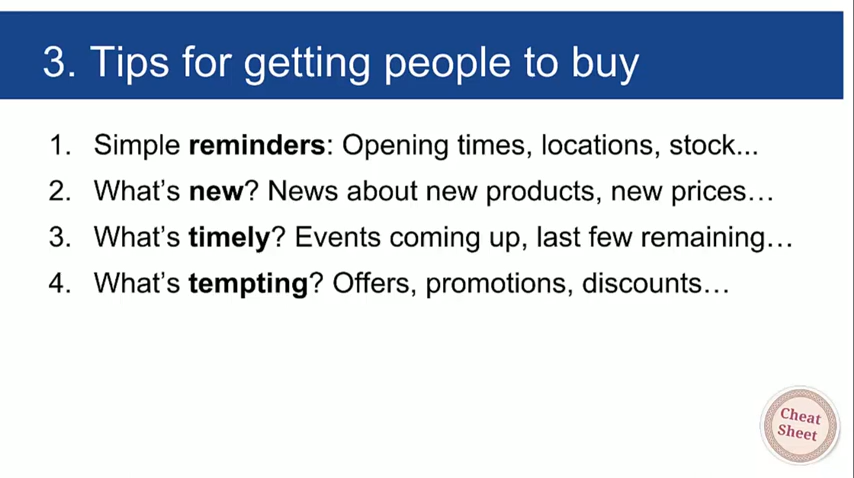 3. Tips for getting people to buy
1. Simple reminders: Opening times, locations, stock...
2. What's new? News about new products, new prices…
3. What's timely? Events coming up, last few remaining…
4. What's tempting? Offers, promotions, discounts…
Cheat
Sheet